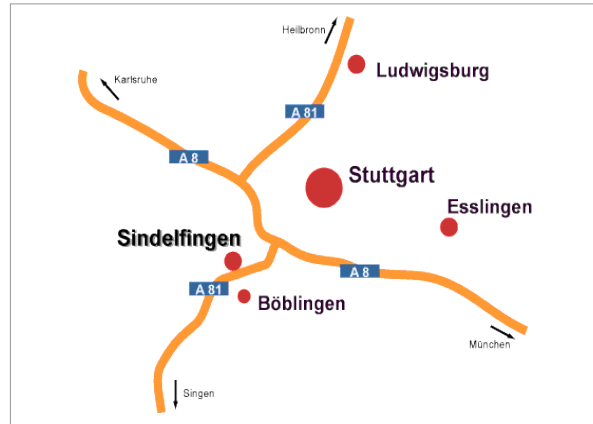 Heilbronn
Ludwigsburg
Karlsruhe
A 81
A 8
Stuttgart
Esslingen
Sindelfingen
A 8
A 81
Böblingen
München
Singen